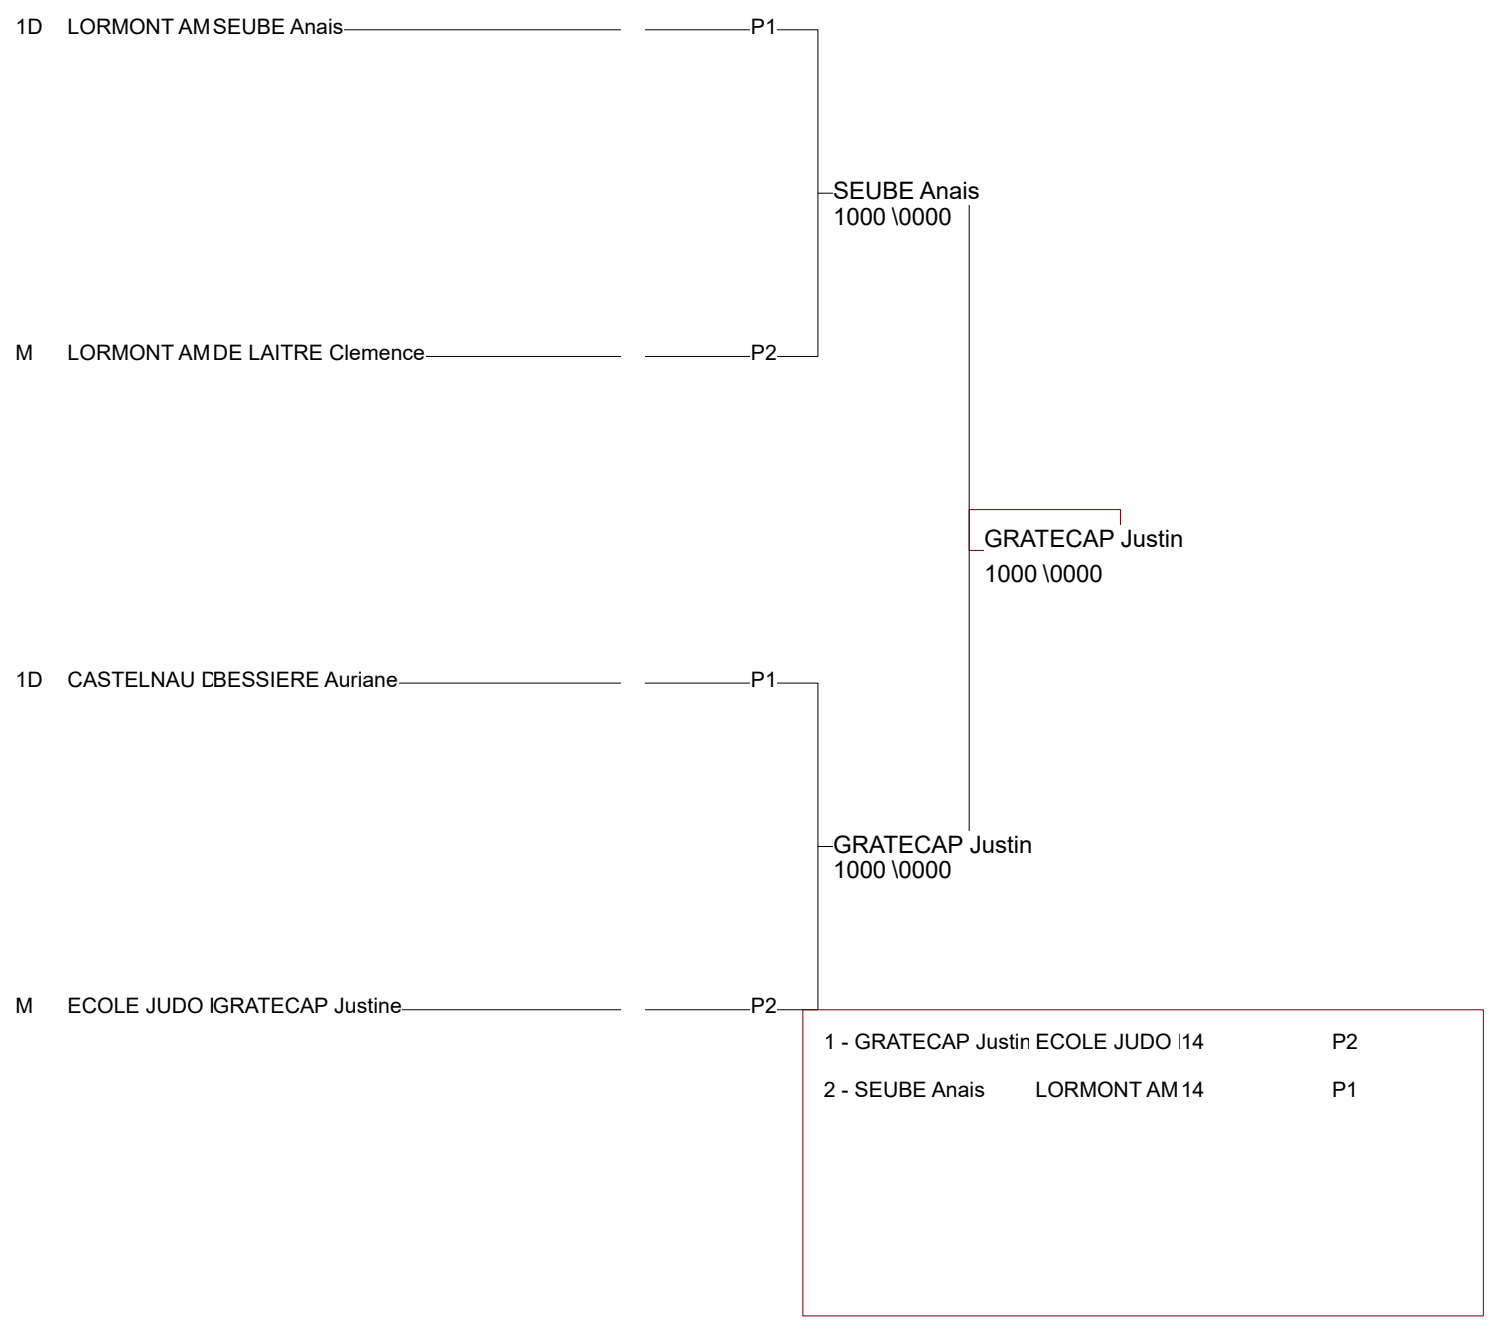 1D LORMONT AM SEUBE Anais P1
SEUBE Anais
1000 \0000
M LORMONT AM DE LAITRE Clemence P2
GRATECAP Justin
1000 \0000
1D CASTELNAU D BESSIERE Auriane P1
GRATECAP Justin
1000 \0000
M ECOLE JUDO GRATECAP Justine P2
1 - GRATECAP Justin ECOLE JUDO 14 P2
2 - SEUBE Anais LORMONT AM 14 P1